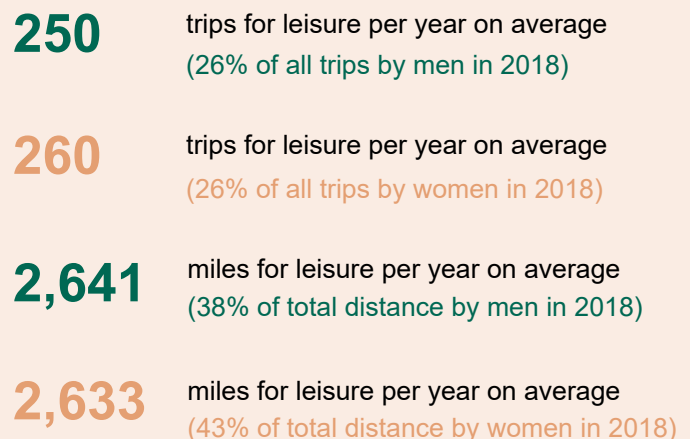 250 trips for leisure per year on average
(26% of all trips by men in 2018)
260 trips for leisure per year on average
(26% of all trips by women in 2018)
2,641 miles for leisure per year on average
(38% of total distance by men in 2018)
2,633 miles for leisure per year on average
(43% of total distance by women in 2018)